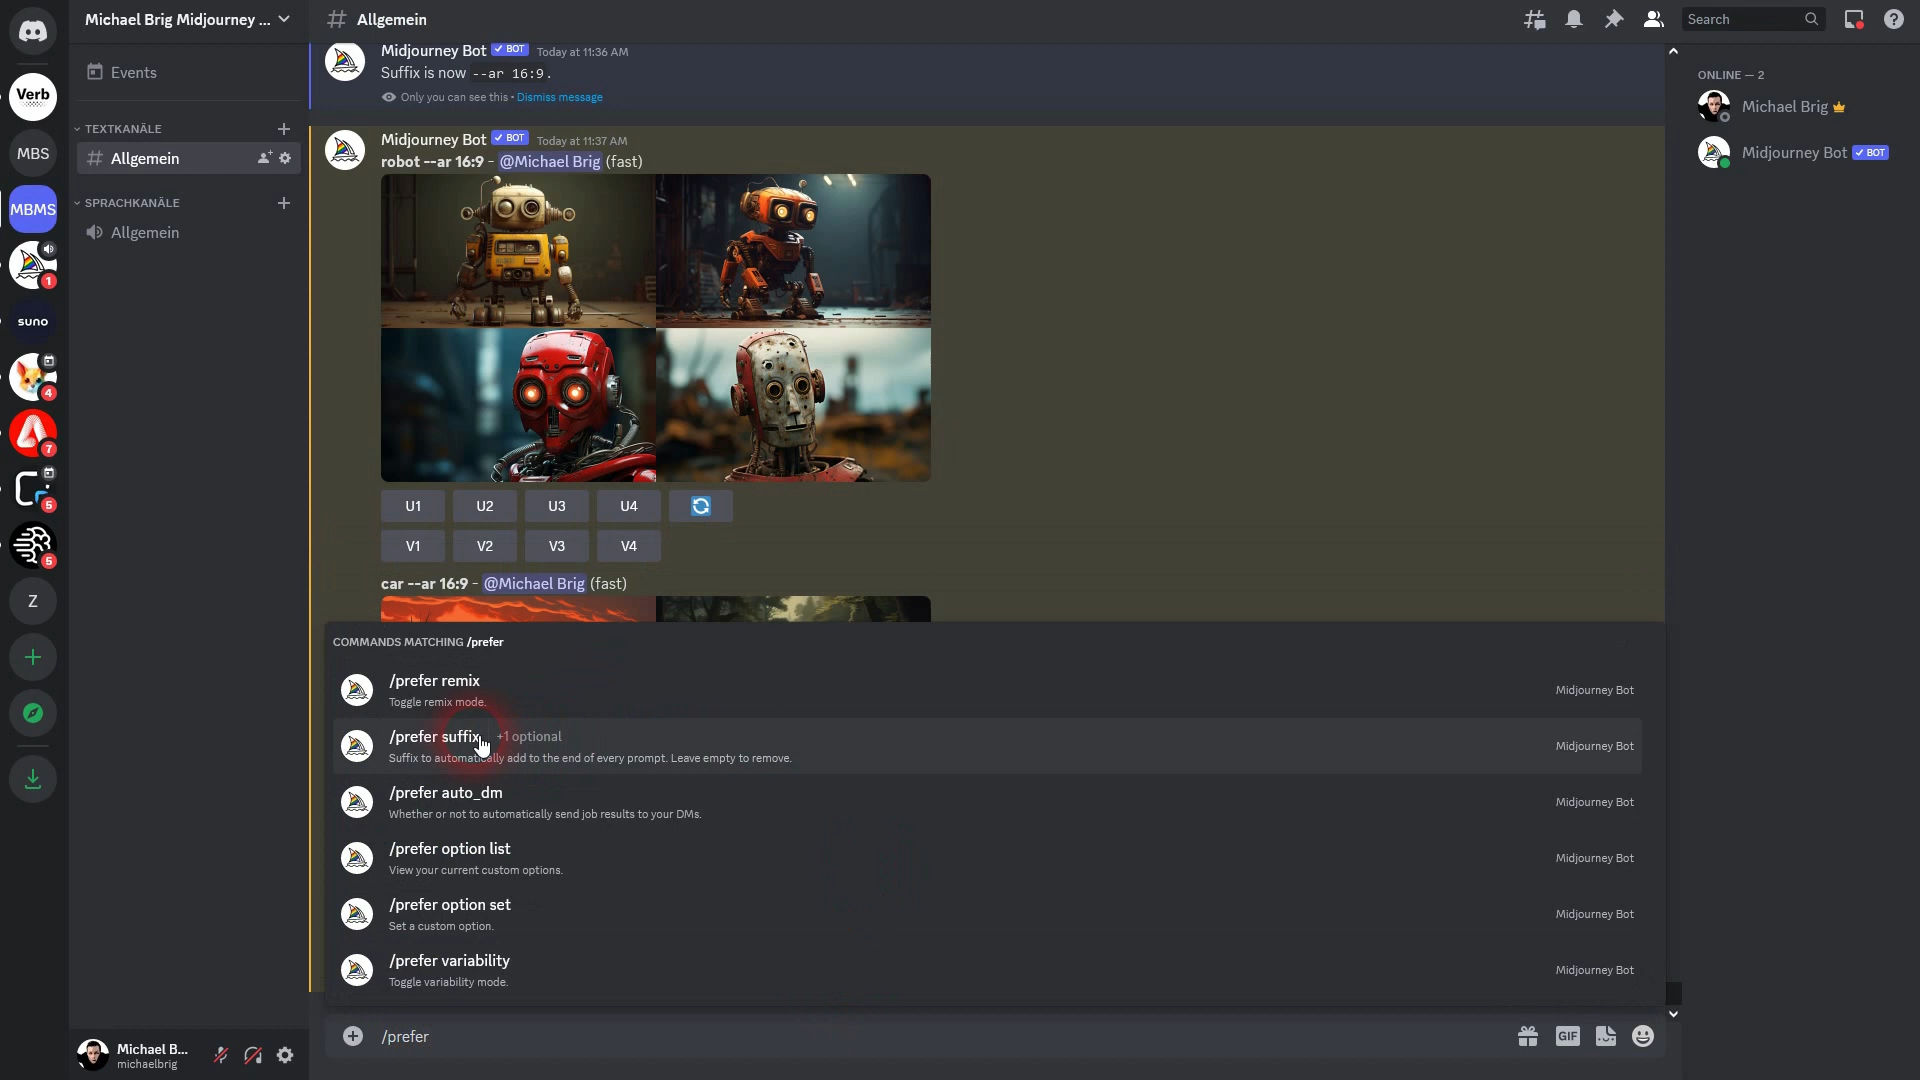 Michael Brig Midjourney ...
Allgemein
Search
Verb
MBS
MBMS
1
suno
4
7
5
5
Z
Events
TEXTKANÄLE
Allgemein
SPRACHKANÄLE
Allgemein
Midjourney Bot BOT Today at 11:36 AM
Suffix is now --ar 16:9.
Only you can see this • Dismiss message
Midjourney Bot BOT Today at 11:37 AM
robot --ar 16:9 - @Michael Brig (fast)
U1 U2 U3 U4
V1 V2 V3 V4
car --ar 16:9 - @Michael Brig (fast)
COMMANDS MATCHING /prefer
/prefer remix
Toggle remix mode.
Midjourney Bot
/prefer suffix +1 optional
Suffix to automatically add to the end of every prompt. Leave empty to remove.
Midjourney Bot
/prefer auto_dm
Whether or not to automatically send job results to your DMs.
Midjourney Bot
/prefer option list
View your current custom options.
Midjourney Bot
/prefer option set
Set a custom option.
Midjourney Bot
/prefer variability
Toggle variability mode.
Midjourney Bot
/prefer
GIF
ONLINE — 2
Michael Brig
Midjourney Bot BOT
Michael B...
michaelbrig